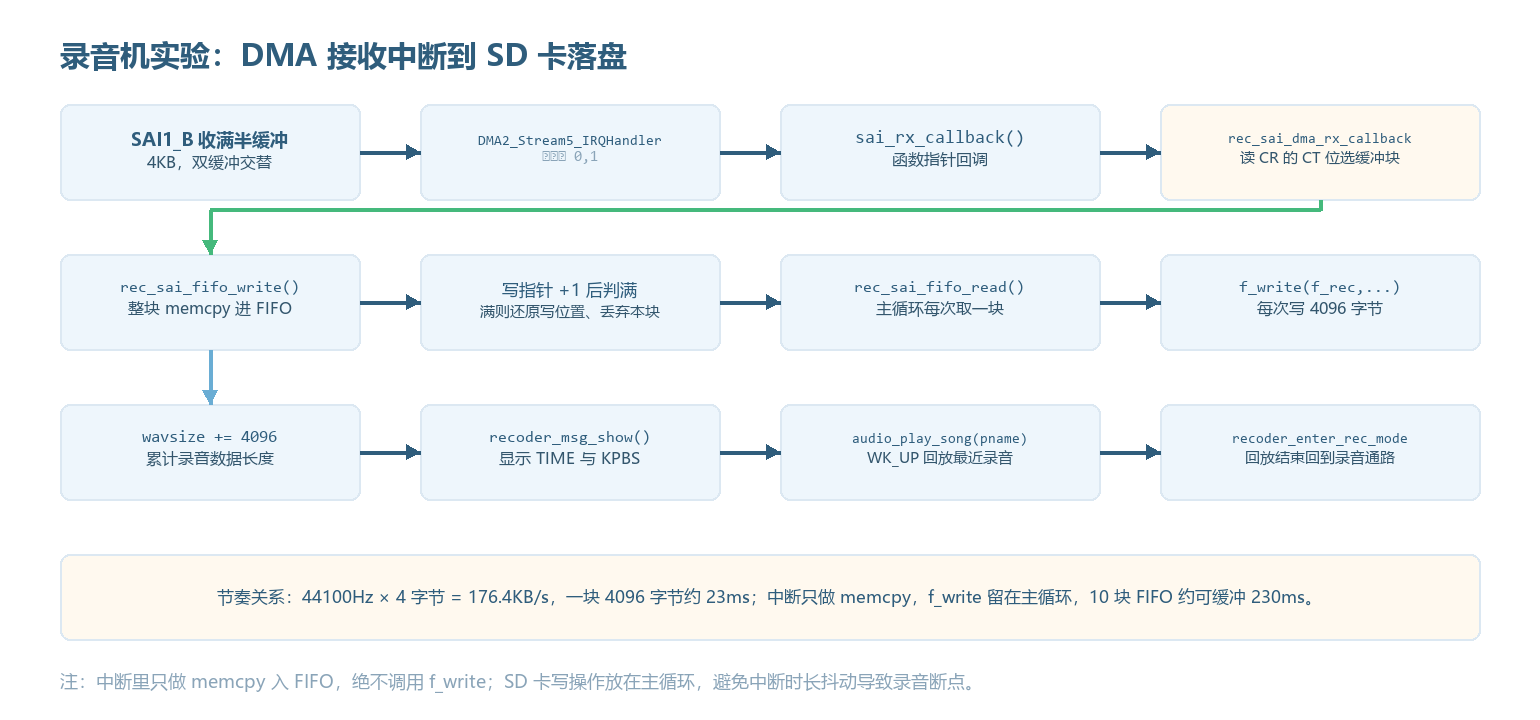 录音机实验：DMA 接收中断到 SD 卡落盘
SAI1_B 收满半缓冲
4KB，双缓冲交替
DMA2_Stream5_IRQHandler
0,1
sai_rx_callback()
函数指针回调
rec_sai_dma_rx_callback
读 CR 的 CT 位选缓冲块
rec_sai_fifo_write()
整块 memcpy 进 FIFO
写指针 +1 后判满
满则还原写位置、丢弃本块
rec_sai_fifo_read()
主循环每次取一块
f_write(f_rec,...)
每次写 4096 字节
wavsize += 4096
累计录音数据长度
recoder_msg_show()
显示 TIME 与 KPBS
audio_play_song(pname)
WK_UP 回放最近录音
recoder_enter_rec_mode
回放结束回到录音通路
节奏关系：44100Hz × 4 字节 = 176.4KB/s，一块 4096 字节约 23ms；中断只做 memcpy，f_write 留在主循环，10 块 FIFO 约可缓冲 230ms。
注：中断里只做 memcpy 入 FIFO，绝不调用 f_write；SD 卡写操作放在主循环，避免中断时长抖动导致录音断点。